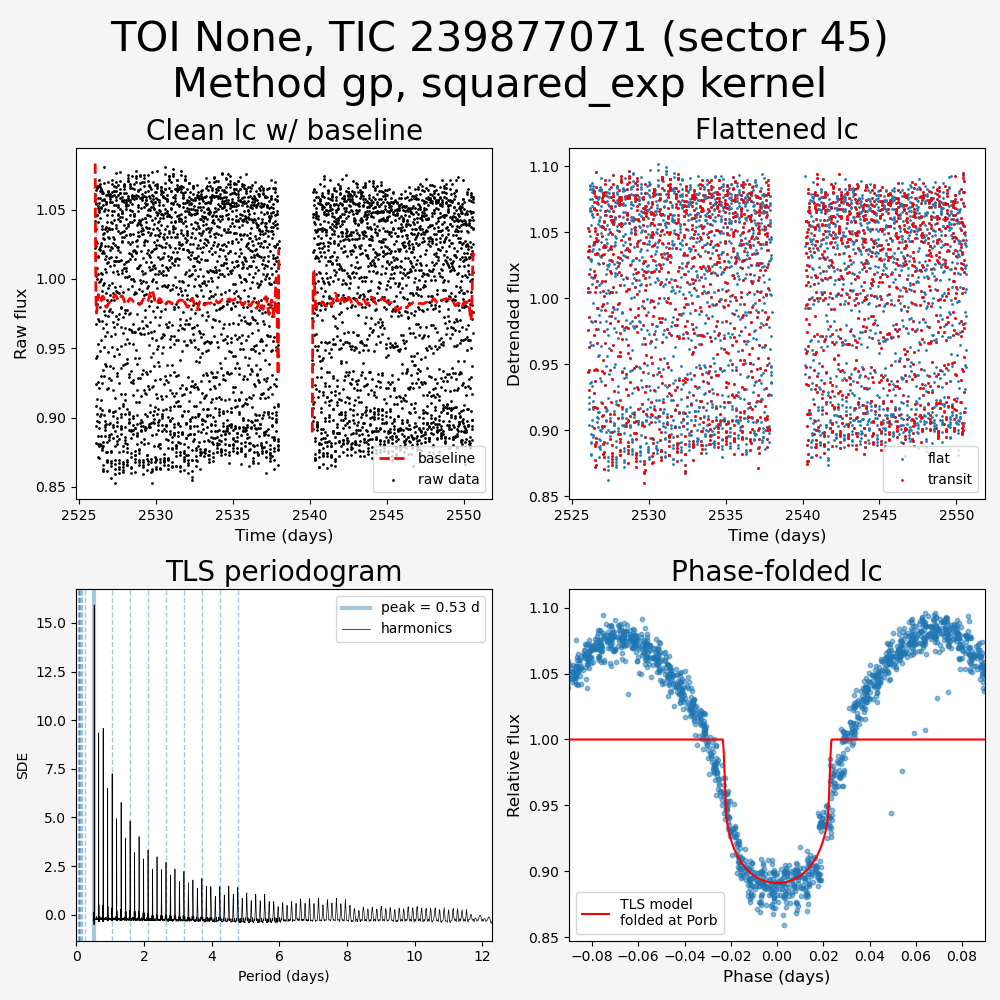 TOI None, TIC 239877071 (sector 45)
Method gp, squared_exp kernel
Clean lc w/ baseline
Raw flux
1.05
1.00
0.95
0.90
0.85
baseline
raw data
2525 2530 2535 2540 2545 2550
Time (days)
Flattened lc
Detrended flux
1.10
1.05
1.00
0.95
0.90
0.85
flat
transit
2525 2530 2535 2540 2545 2550
Time (days)
TLS periodogram
SDE
15.0
12.5
10.0
7.5
5.0
2.5
0.0
peak = 0.53 d
harmonics
0 2 4 6 8 10 12
Period (days)
Phase-folded lc
Relative flux
1.10
1.05
1.00
0.95
0.90
0.85
TLS model
folded at Porb
−0.08 −0.06 −0.04 −0.02 0.00 0.02 0.04 0.06 0.08
Phase (days)